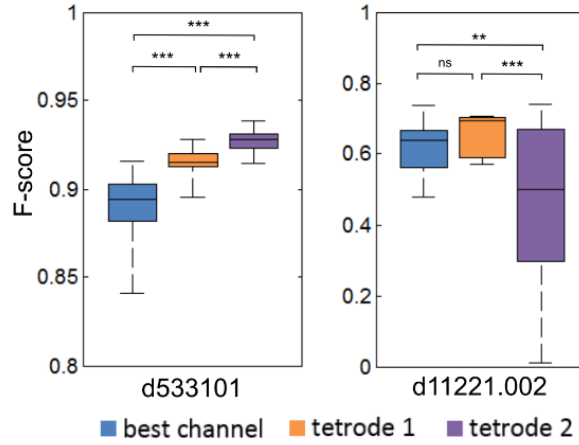 F-score
1
0.95
0.9
0.85
0.8
***
***
***
d533101
1
0.8
0.6
0.4
0.2
0
**
ns
***
d11221.002
best channel
tetrode 1
tetrode 2